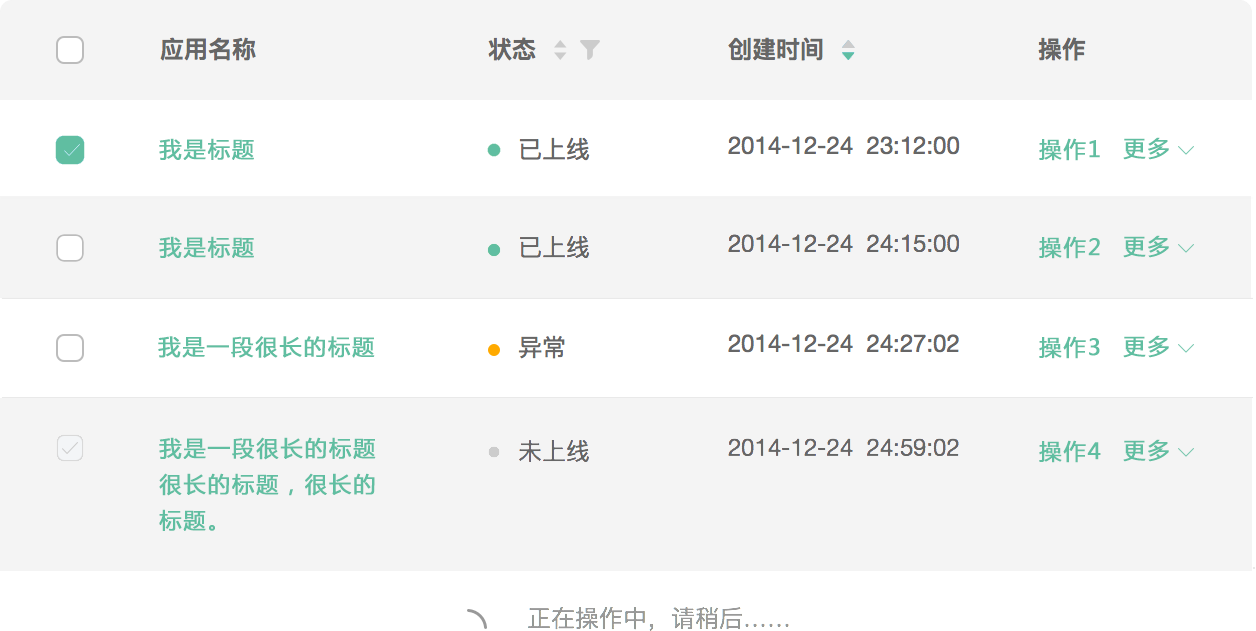 应用名称 状态 创建时间 操作
我是标题 已上线 2014-12-24 23:12:00 操作1 更多
我是标题 已上线 2014-12-24 24:15:00 操作2 更多
我是一段很长的标题 异常 2014-12-24 24:27:02 操作3 更多
我是一段很长的标题 未上线 2014-12-24 24:59:02 操作4 更多
很长的标题，很长的
标题。
正在操作中，请稍后......